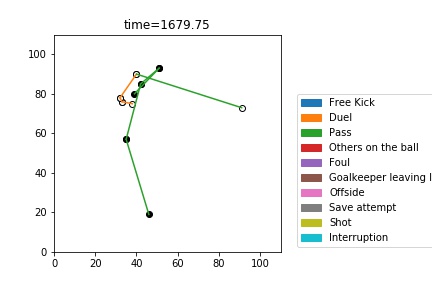 time=1679.75
100
80
60
40
20
0
0 20 40 60 80 100
Free Kick
Duel
Pass
Others on the ball
Foul
Goalkeeper leaving l
Offside
Save attempt
Shot
Interruption